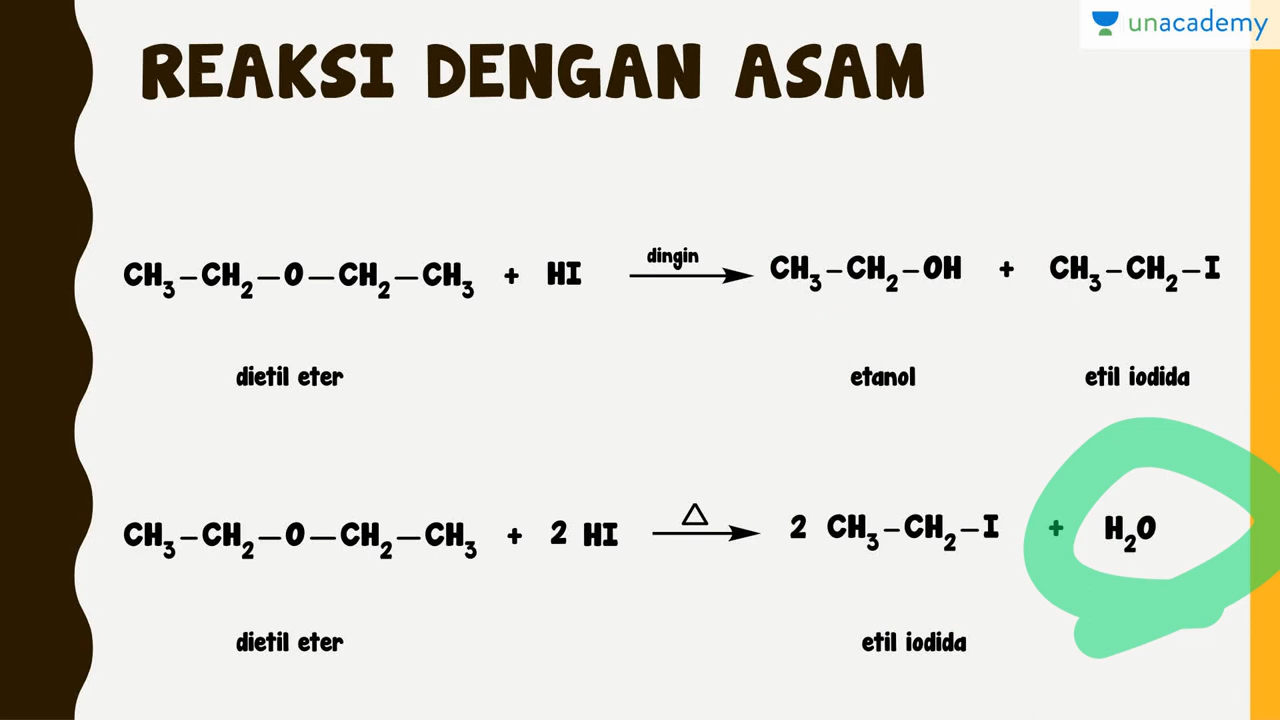 unacademy
REAKSI DENGAN ASAM
dingin
CH₃–CH₂–O–CH₂–CH₃ + HI → CH₃–CH₂–OH + CH₃–CH₂–I
dietil eter etanol etil iodida
△
CH₃–CH₂–O–CH₂–CH₃ + 2 HI → 2 CH₃–CH₂–I + H₂O
dietil eter etil iodida